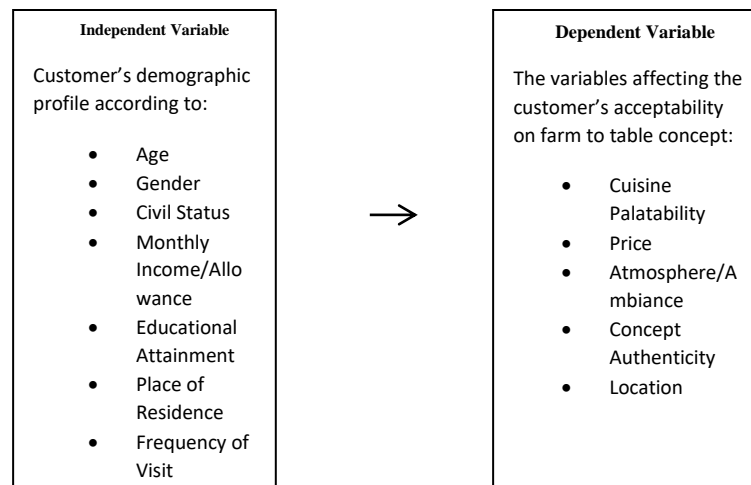 Independent Variable
Customer's demographic
profile according to:
• Age
• Gender
• Civil Status
• Monthly
Income/Allo
wance
• Educational
Attainment
• Place of
Residence
• Frequency of
Visit
Dependent Variable
The variables affecting the
customer's acceptability
on farm to table concept:
• Cuisine
Palatability
• Price
• Atmosphere/A
mbiance
• Concept
Authenticity
• Location